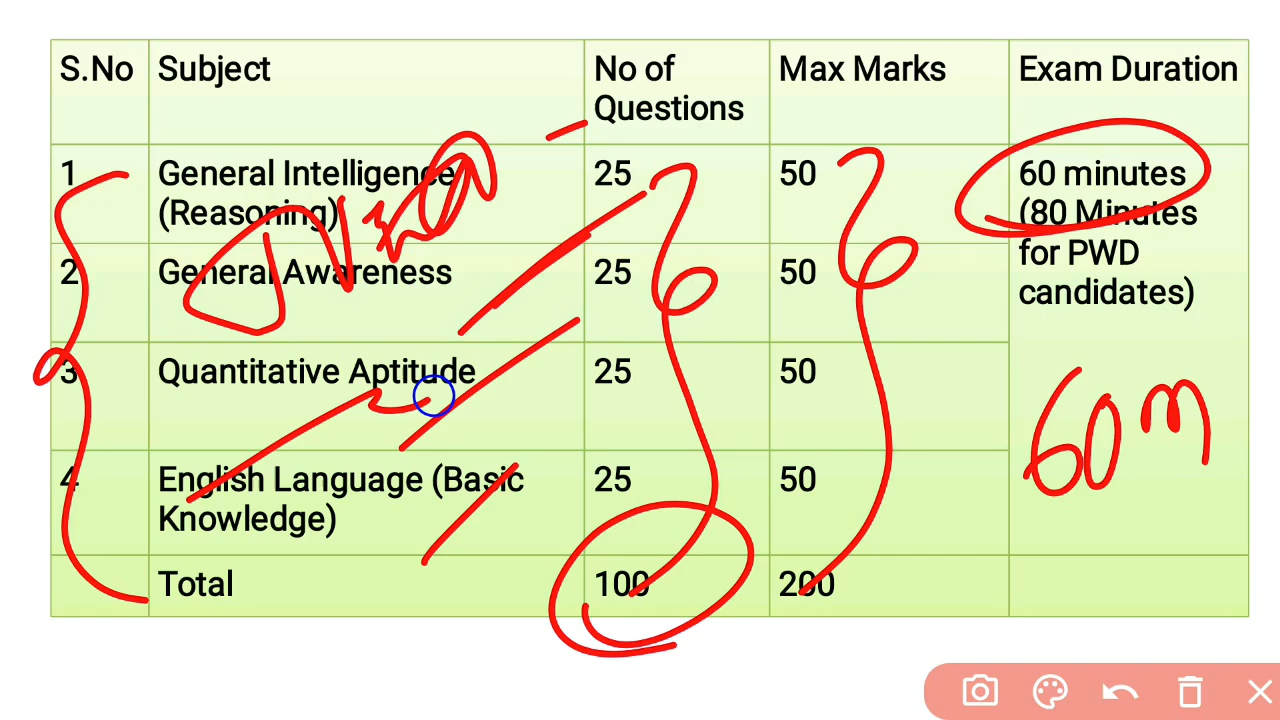 S.No Subject No of Questions Max Marks Exam Duration
1 General Intelligence (Reasoning) 25 50 60 minutes (80 Minutes for PWD candidates)
2 General Awareness 25 50
3 Quantitative Aptitude 25 50
60 m
4 English Language (Basic Knowledge) 25 50
Total 100 200